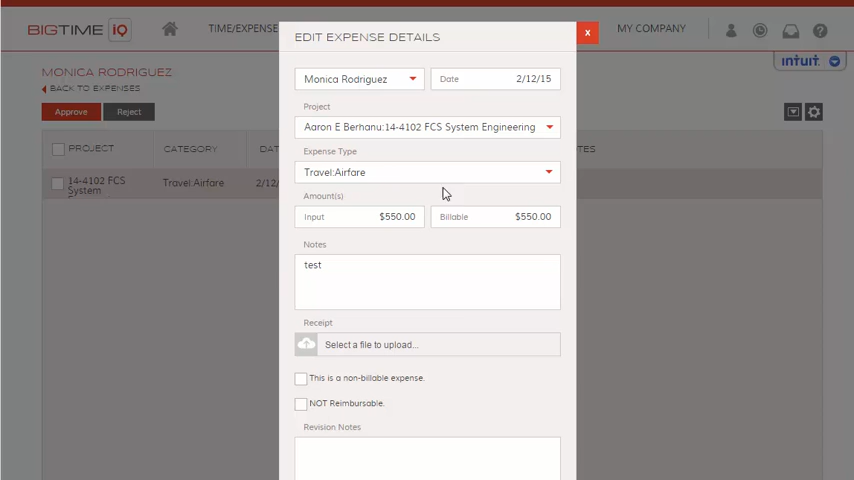 BIGTIME IQ
TIME/EXPENSE
MY COMPANY
EDIT EXPENSE DETAILS
x
intuit
MONICA RODRIGUEZ
BACK TO EXPENSES
Approve
Reject
Monica Rodriguez
Date 2/12/15
Project
Aaron E Berhanu:14-4102 FCS System Engineering
PROJECT
CATEGORY
Expense Type
Travel:Airfare
14-4102 FCS
System
Travel:Airfare
2/12/
Amount(s)
Input $550.00
Billable $550.00
Notes
test
Receipt
Select a file to upload...
This is a non-billable expense.
NOT Reimbursable.
Revision Notes